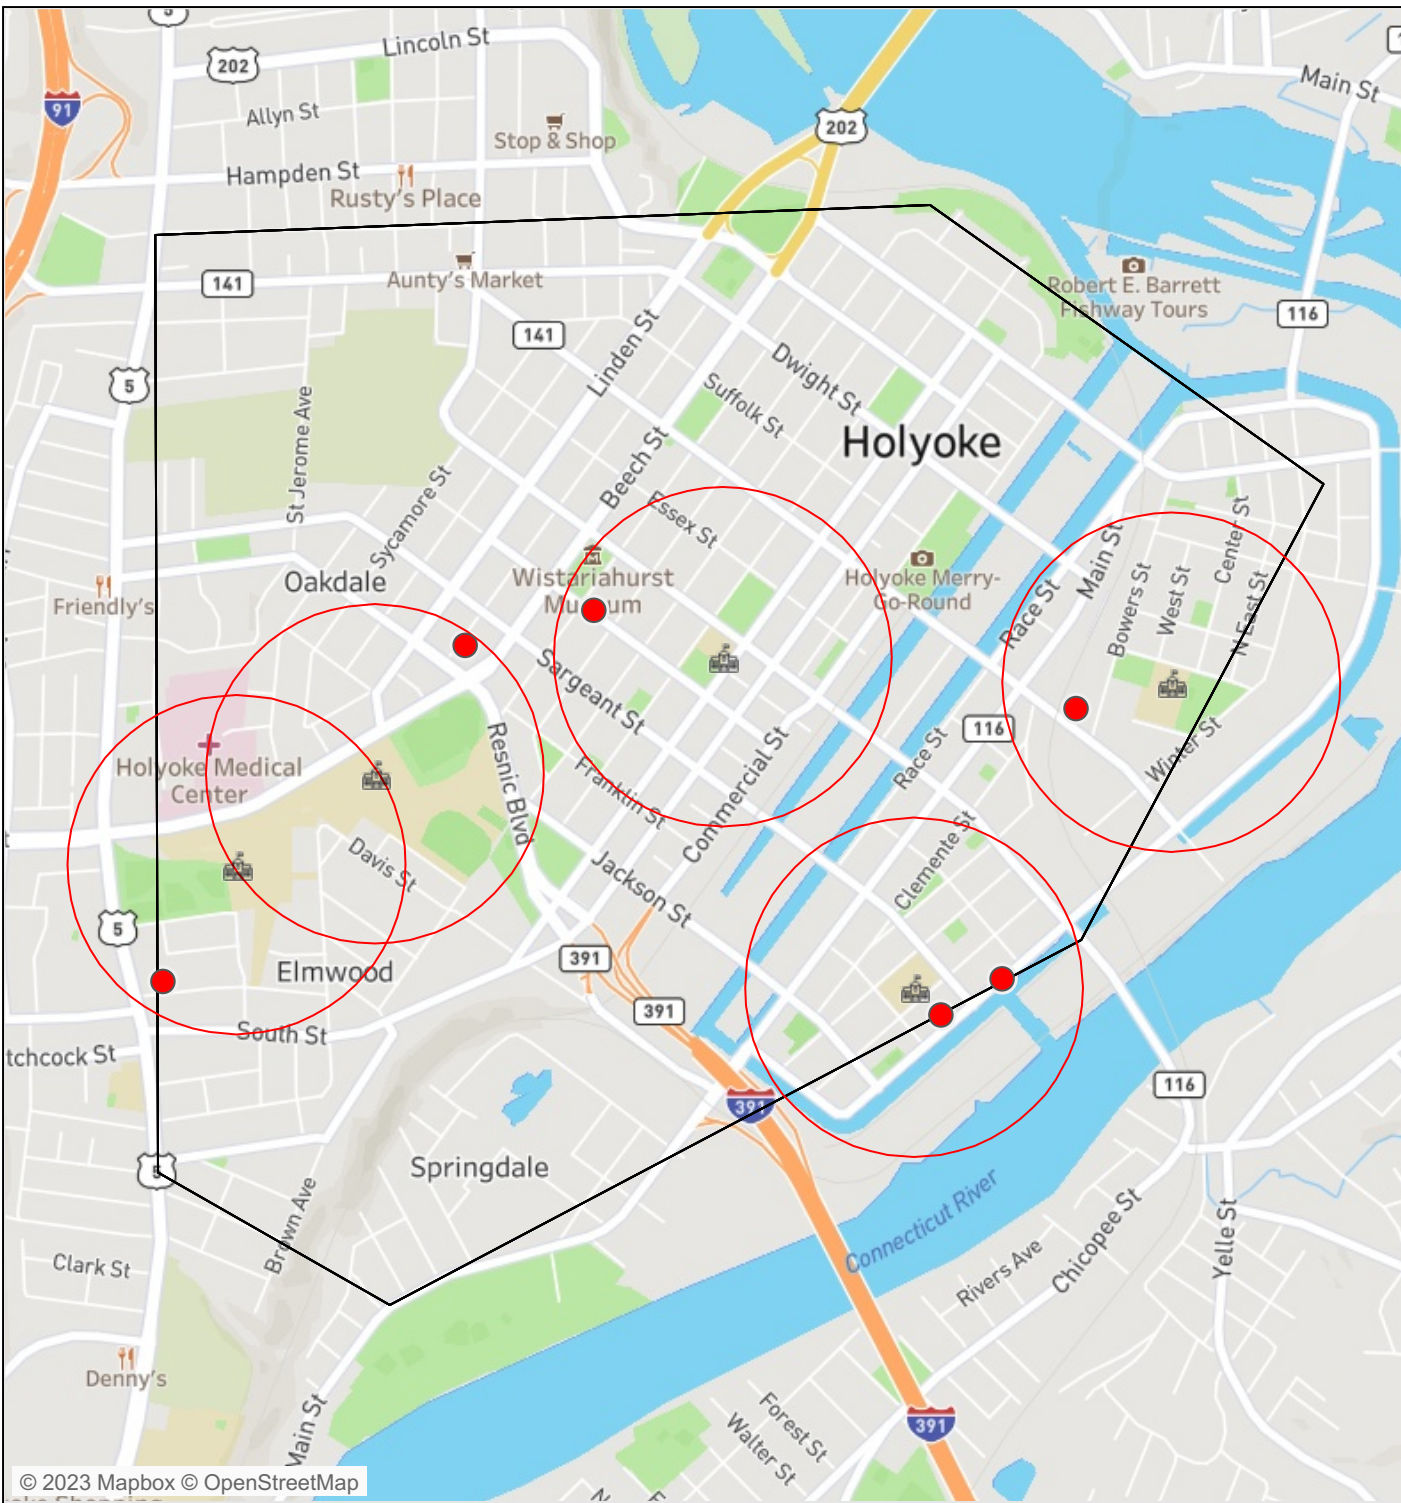 5
Lincoln St
202
Main St
91
Allyn St
202
Stop & Shop
Hampden St
Rusty's Place
141
Aunty's Market
Robert E. Barrett
Fishway Tours
116
141
Linden St
Dwight St
5
Suffolk St
St Jerome Ave
Holyoke
Beech St
Sycamore St
Essex St
Center St
Main St
Oakdale
Wistariahurst
Holyoke Merry-
Go-Round
Race St
Bowers St
West St
N East St
Friendly's
Sargeant St
116
Race St
Winter St
Resnic Blvd
Holyoke Medical
Center
Franklin St
Commercial St
Davis St
Jackson St
Clemente St
5
Elmwood
391
391
South St
tchcock St
116
391
Springdale
5
Brown Ave
Connecticut River
Chicopee St
Yelle St
Clark St
Rivers Ave
Denny's
Main St
Forest St
Walter St
391
© 2023 Mapbox © OpenStreetMap